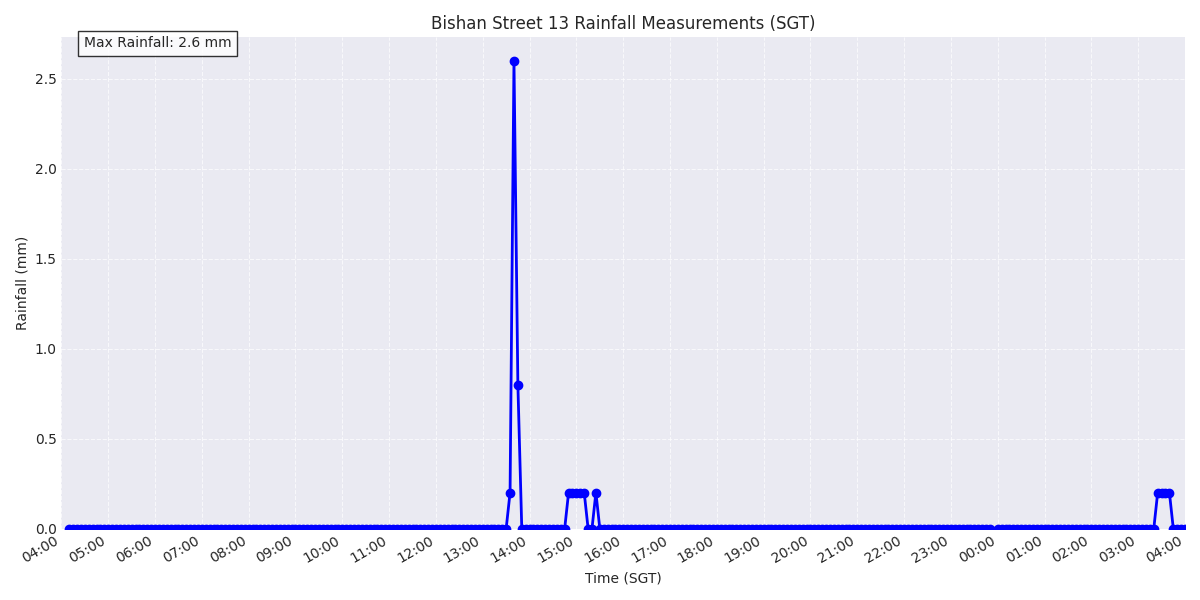 Bishan Street 13 Rainfall Measurements (SGT)
Max Rainfall: 2.6 mm
Rainfall (mm)
2.5
2.0
1.5
1.0
0.5
0.0
04:00 05:00 06:00 07:00 08:00 09:00 10:00 11:00 12:00 13:00 14:00 15:00 16:00 17:00 18:00 19:00 20:00 21:00 22:00 23:00 00:00 01:00 02:00 03:00 04:00
Time (SGT)